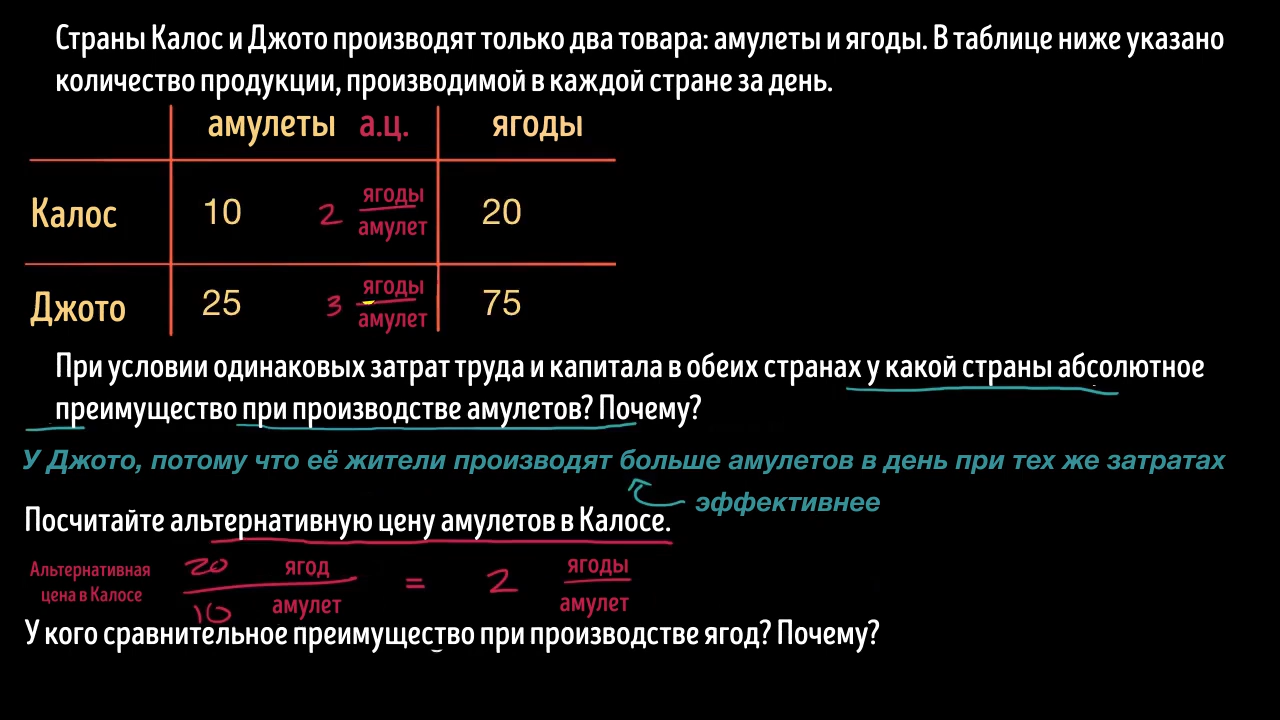 Страны Калос и Джото производят только два товара: амулеты и ягоды. В таблице ниже указано
количество продукции, производимой в каждой стране за день.
амулеты а.ц. ягоды
Калос 10 2 ягоды/амулет 20
Джото 25 3 ягоды/амулет 75
При условии одинаковых затрат труда и капитала в обеих странах у какой страны абсолютное
преимущество при производстве амулетов? Почему?
У Джото, потому что её жители производят больше амулетов в день при тех же затратах
эффективнее
Посчитайте альтернативную цену амулетов в Калосе.
Альтернативная
цена в Калосе
20 ягод
10 амулет
= 2 ягоды/амулет
У кого сравнительное преимущество при производстве ягод? Почему?